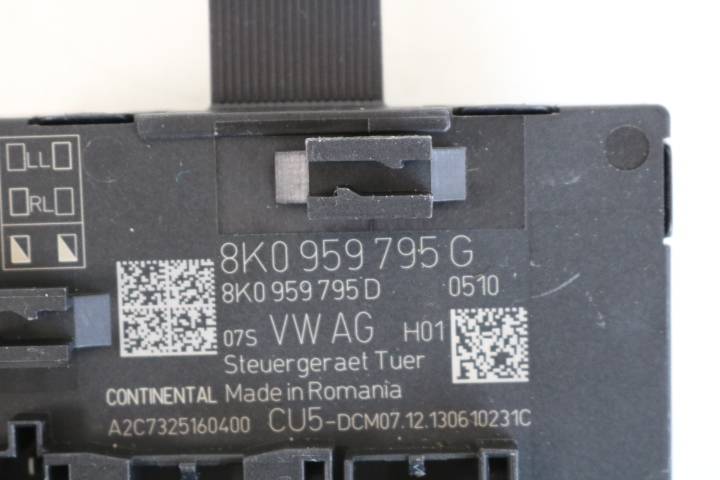 LL
RL
8K0 959 795 G
8K0 959 795 D 0510
07S VW AG H01
Steuergeraet Tuer
CONTINENTAL Made in Romania
A2C7325160400 CU5-DCM07.12.130610231C